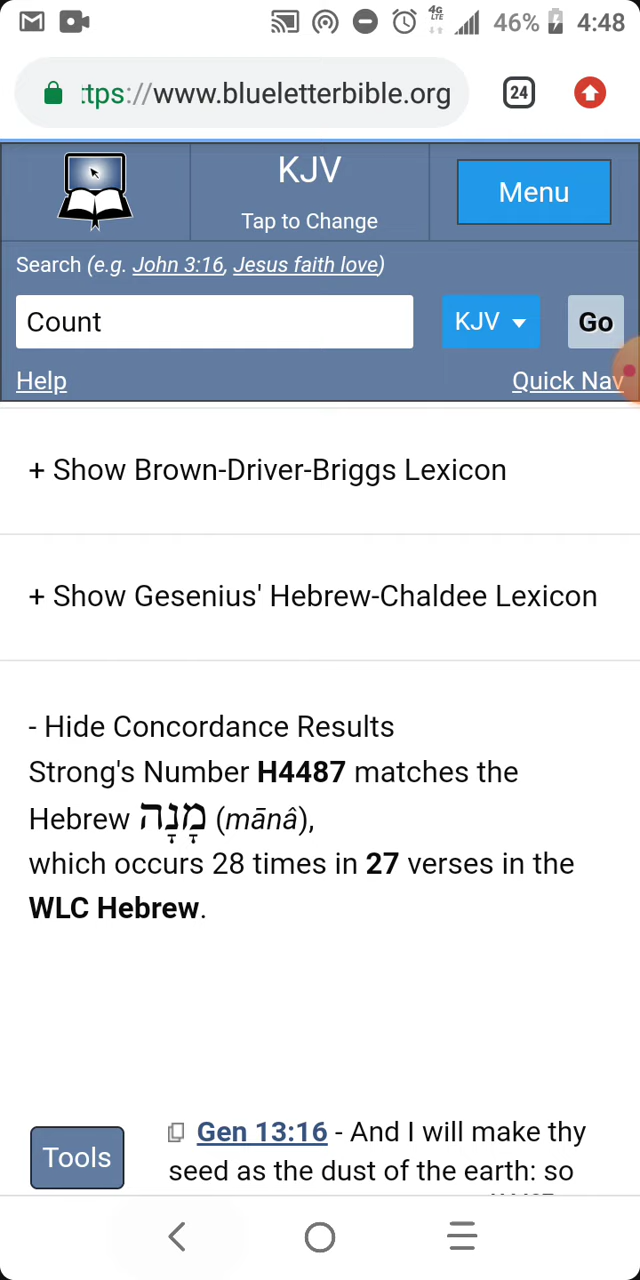 4G
LTE
46%
4:48
ttps://www.blueletterbible.org
24
KJV
Tap to Change
Menu
Search (e.g. John 3:16, Jesus faith love)
Count
KJV
Go
Help
Quick Nav
+ Show Brown-Driver-Briggs Lexicon
+ Show Gesenius' Hebrew-Chaldee Lexicon
- Hide Concordance Results
Strong's Number H4487 matches the
Hebrew מָנָה (mānâ),
which occurs 28 times in 27 verses in the
WLC Hebrew.
Tools
Gen 13:16 - And I will make thy
seed as the dust of the earth: so